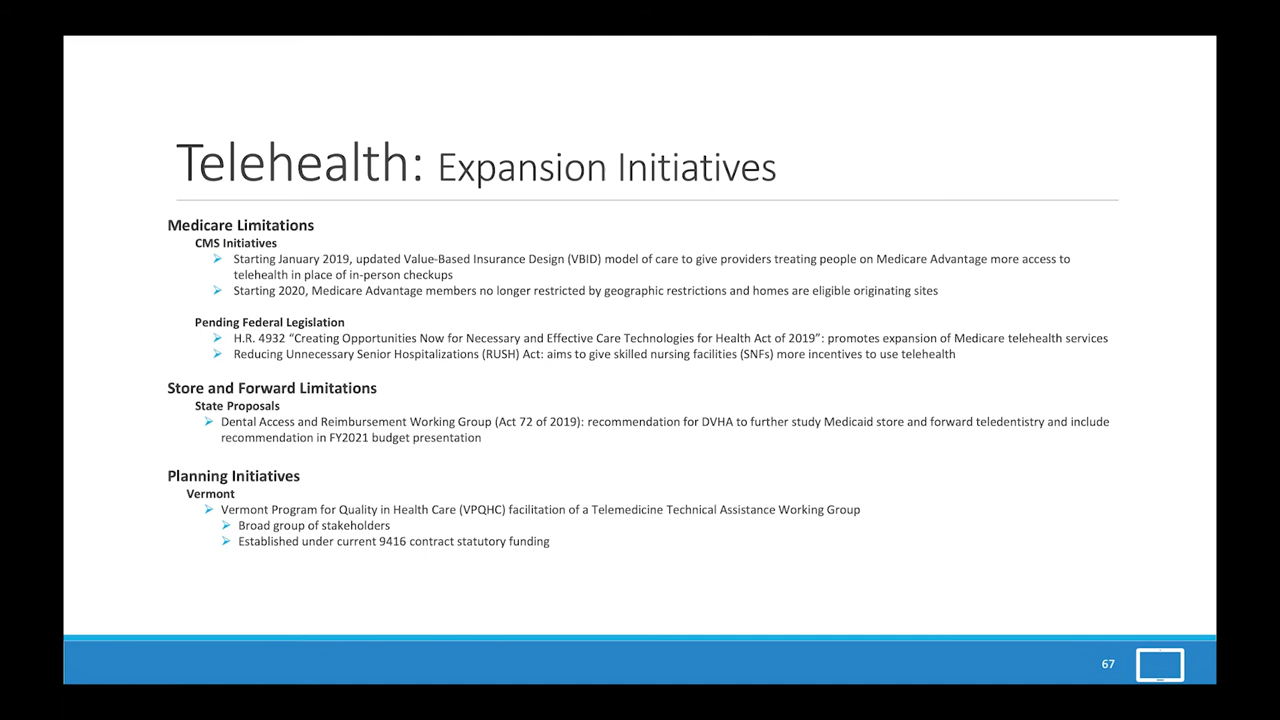 Telehealth: Expansion Initiatives
Medicare Limitations
CMS Initiatives
Starting January 2019, updated Value-Based Insurance Design (VBID) model of care to give providers treating people on Medicare Advantage more access to
telehealth in place of in-person checkups
Starting 2020, Medicare Advantage members no longer restricted by geographic restrictions and homes are eligible originating sites
Pending Federal Legislation
H.R. 4932 “Creating Opportunities Now for Necessary and Effective Care Technologies for Health Act of 2019”: promotes expansion of Medicare telehealth services
Reducing Unnecessary Senior Hospitalizations (RUSH) Act: aims to give skilled nursing facilities (SNFs) more incentives to use telehealth
Store and Forward Limitations
State Proposals
Dental Access and Reimbursement Working Group (Act 72 of 2019): recommendation for DVHA to further study Medicaid store and forward teledentistry and include
recommendation in FY2021 budget presentation
Planning Initiatives
Vermont
Vermont Program for Quality in Health Care (VPQHC) facilitation of a Telemedicine Technical Assistance Working Group
Broad group of stakeholders
Established under current 9416 contract statutory funding
67